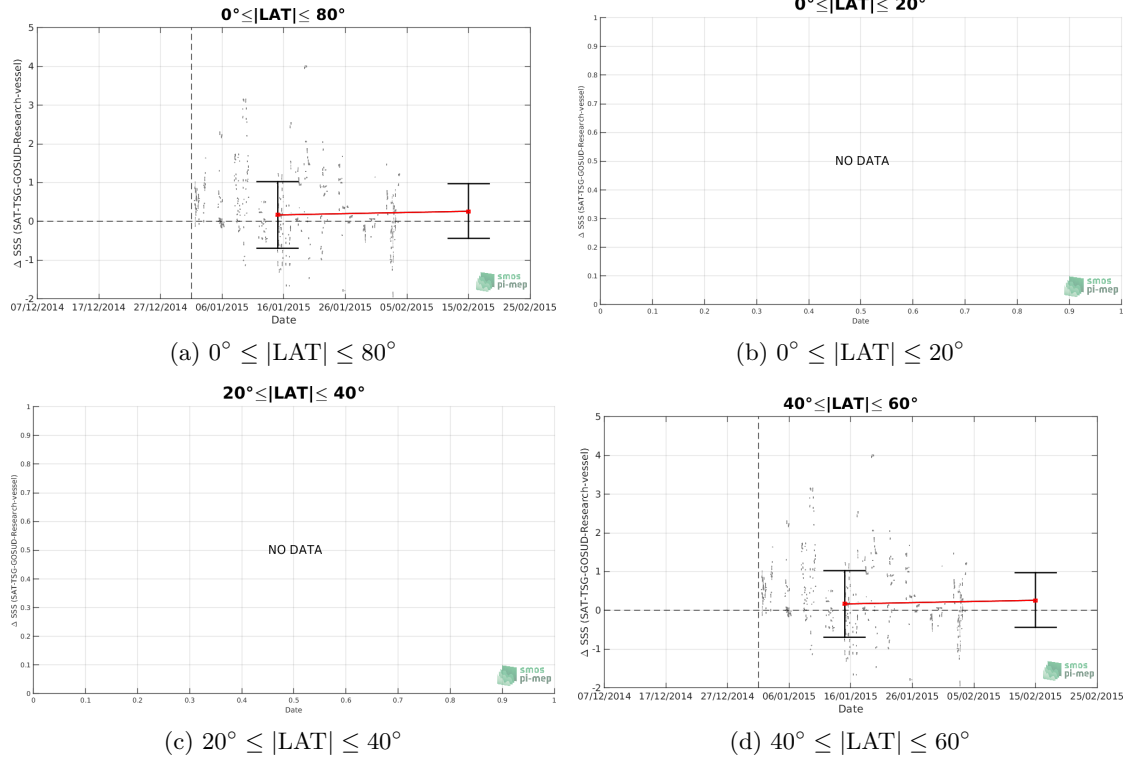 0°≤|LAT|≤ 80°
5
4
3
2
1
0
-1
-2
Δ SSS (SAT-TSG-GOSUD-Research-vessel)
07/12/2014 17/12/2014 27/12/2014 06/01/2015 16/01/2015 26/01/2015 05/02/2015 15/02/2015 25/02/2015
Date
smos
pi-mep
(a) 0° ≤ |LAT| ≤ 80°
0°≤|LAT|≤ 20°
1
0.9
0.8
0.7
0.6
0.5
0.4
0.3
0.2
0.1
0
Δ SSS (SAT-TSG-GOSUD-Research-vessel)
NO DATA
0 0.1 0.2 0.3 0.4 0.5 0.6 0.7 0.8 0.9 1
Date
smos
pi-mep
(b) 0° ≤ |LAT| ≤ 20°
20°≤|LAT|≤ 40°
1
0.9
0.8
0.7
0.6
0.5
0.4
0.3
0.2
0.1
0
Δ SSS (SAT-TSG-GOSUD-Research-vessel)
NO DATA
0 0.1 0.2 0.3 0.4 0.5 0.6 0.7 0.8 0.9 1
Date
smos
pi-mep
(c) 20° ≤ |LAT| ≤ 40°
40°≤|LAT|≤ 60°
5
4
3
2
1
0
-1
-2
Δ SSS (SAT-TSG-GOSUD-Research-vessel)
07/12/2014 17/12/2014 27/12/2014 06/01/2015 16/01/2015 26/01/2015 05/02/2015 15/02/2015 25/02/2015
Date
smos
pi-mep
(d) 40° ≤ |LAT| ≤ 60°